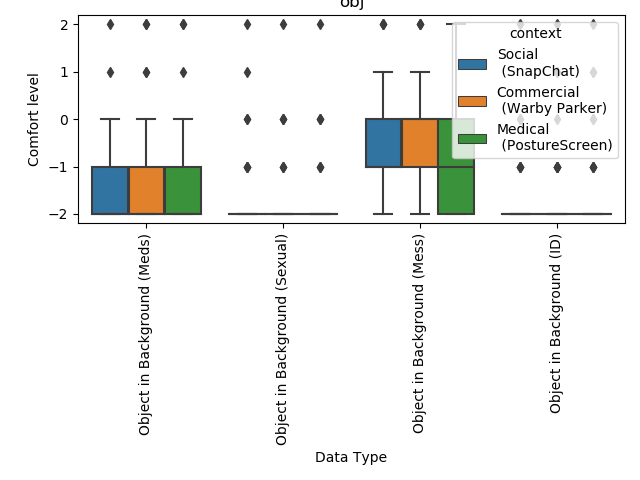 obj
2
1
0
−1
−2
Comfort level
context
Social
(SnapChat)
Commercial
(Warby Parker)
Medical
(PostureScreen)
Object in Background (Meds)
Object in Background (Sexual)
Object in Background (Mess)
Object in Background (ID)
Data Type